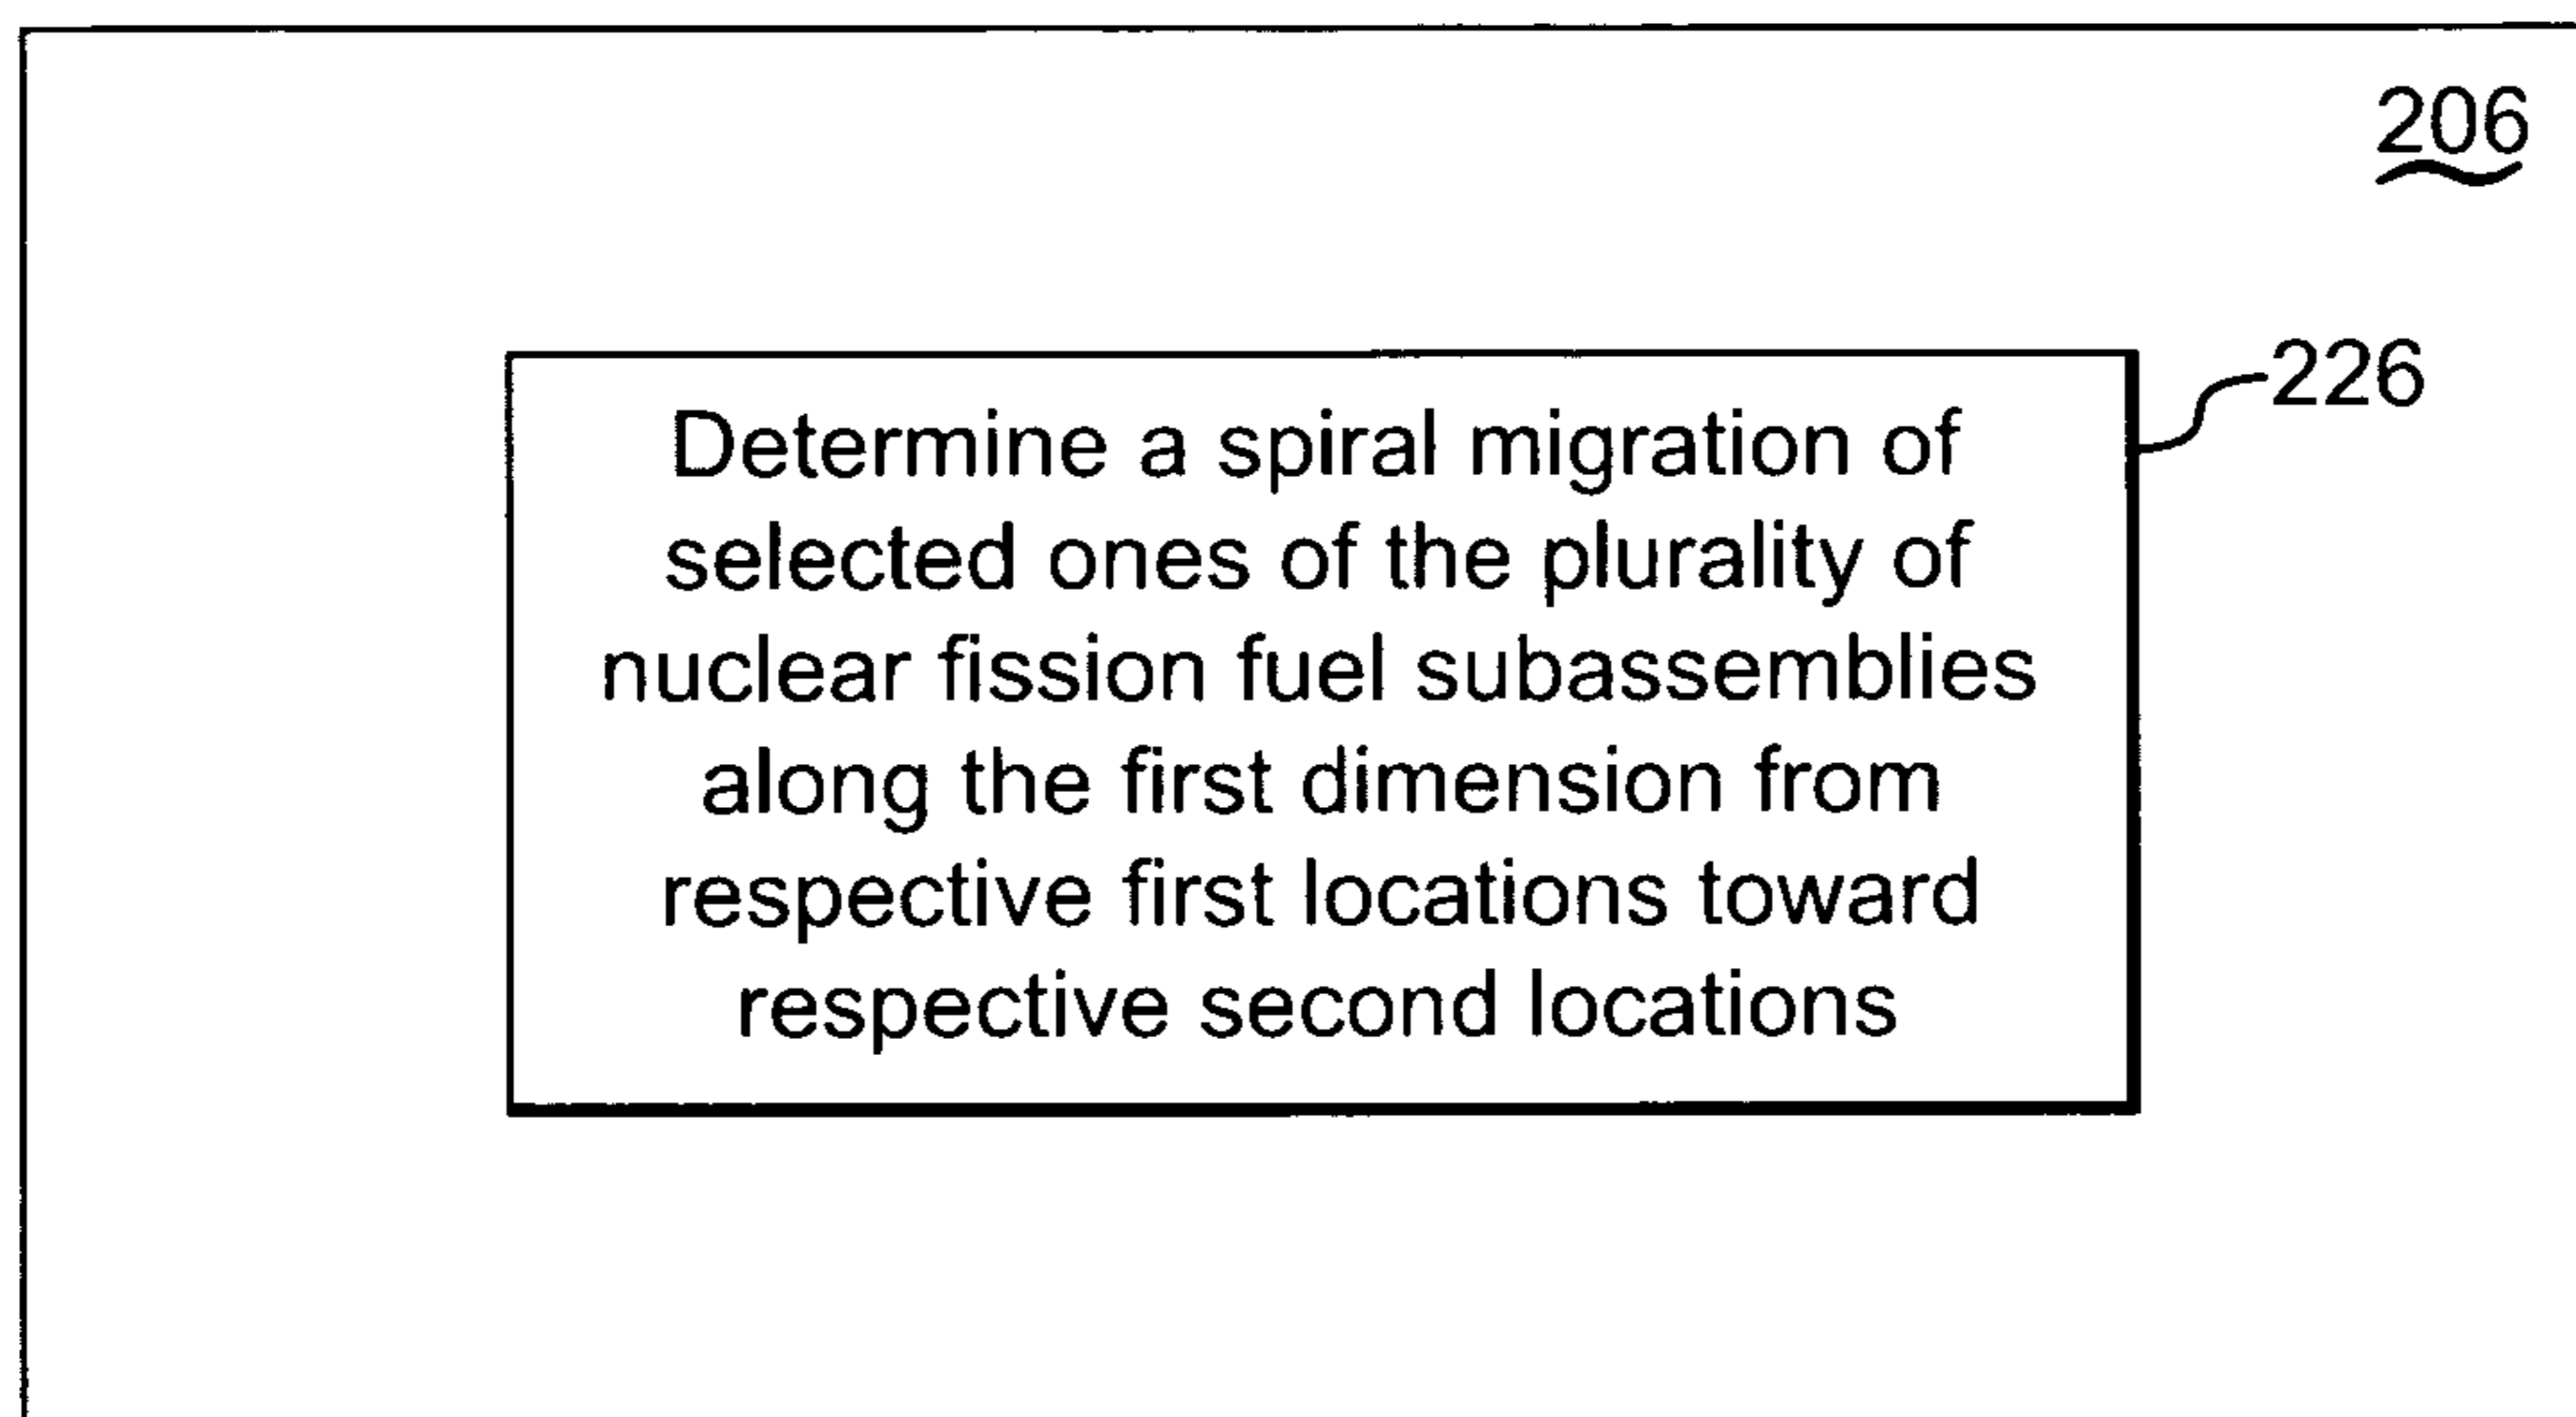 206
226
Determine a spiral migration of
selected ones of the plurality of
nuclear fission fuel subassemblies
along the first dimension from
respective first locations toward
respective second locations